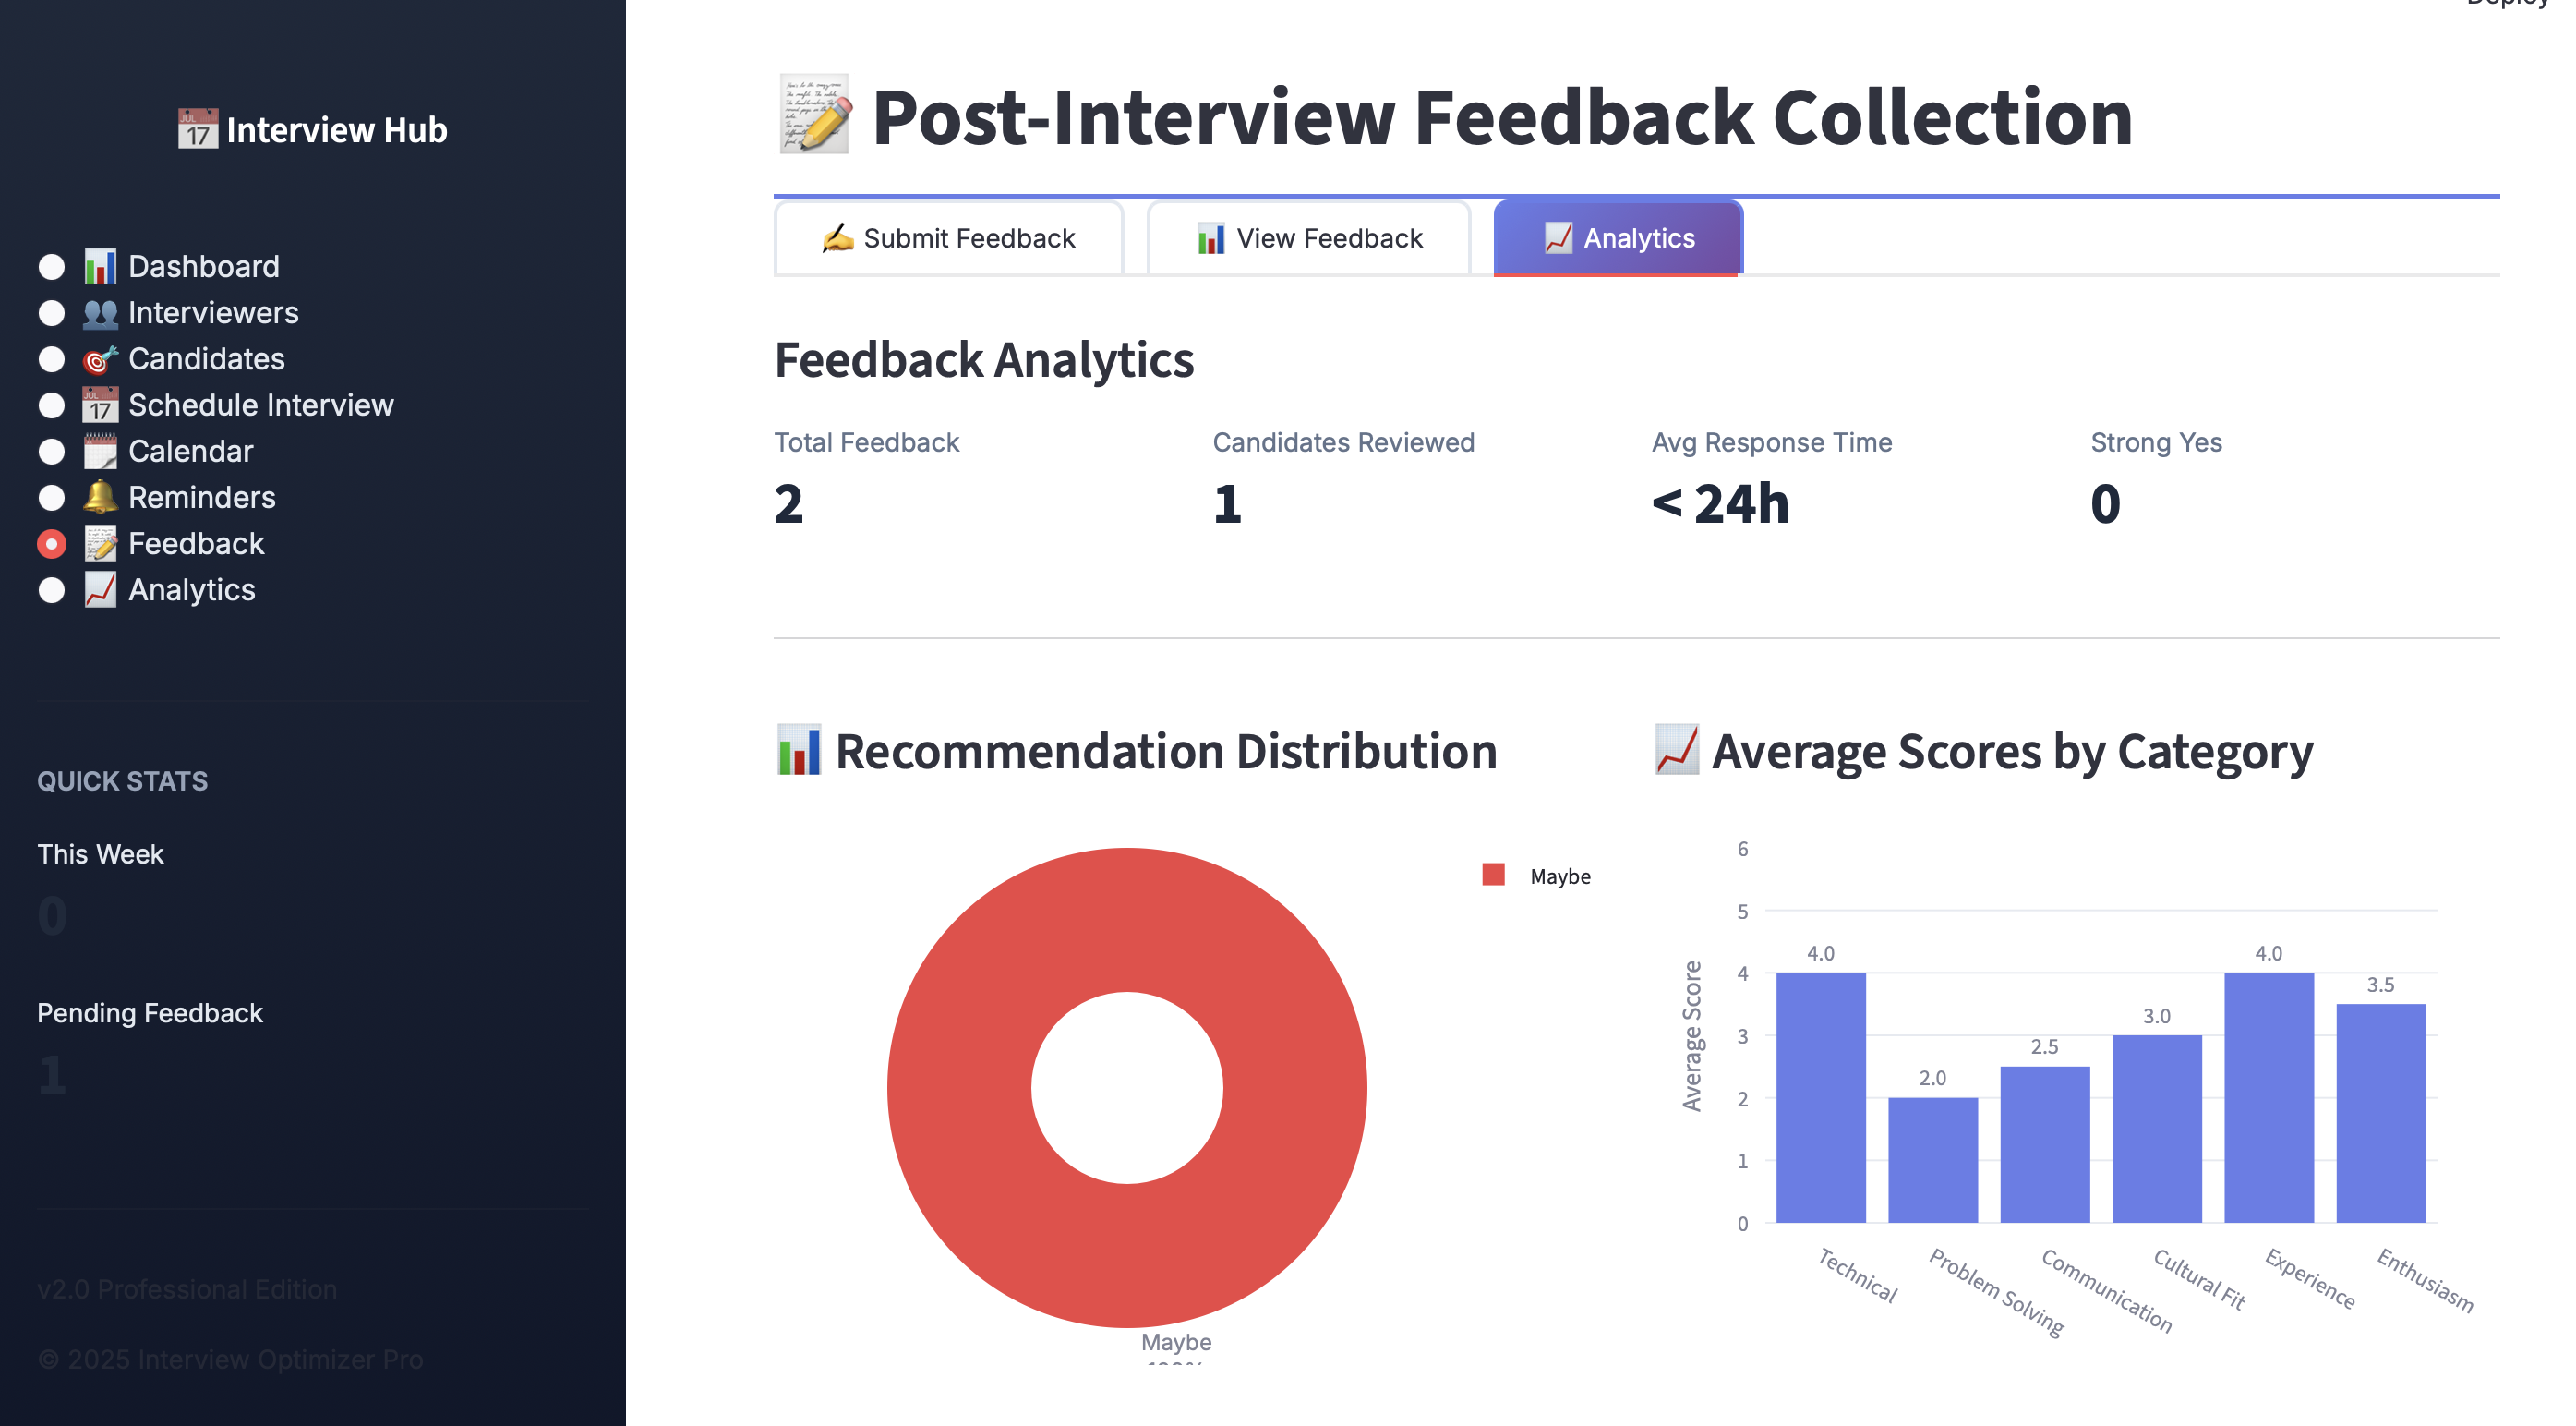 Deploy
Interview Hub
Dashboard
Interviewers
Candidates
Schedule Interview
Calendar
Reminders
Feedback
Analytics
QUICK STATS
This Week
0
Pending Feedback
1
v2.0 Professional Edition
© 2025 Interview Optimizer Pro
Post-Interview Feedback Collection
Submit Feedback
View Feedback
Analytics
Feedback Analytics
Total Feedback
2
Candidates Reviewed
1
Avg Response Time
< 24h
Strong Yes
0
Recommendation Distribution
Maybe
Maybe
100%
Average Scores by Category
Average Score
6
5
4
3
2
1
0
4.0
2.0
2.5
3.0
4.0
3.5
Technical
Problem Solving
Communication
Cultural Fit
Experience
Enthusiasm